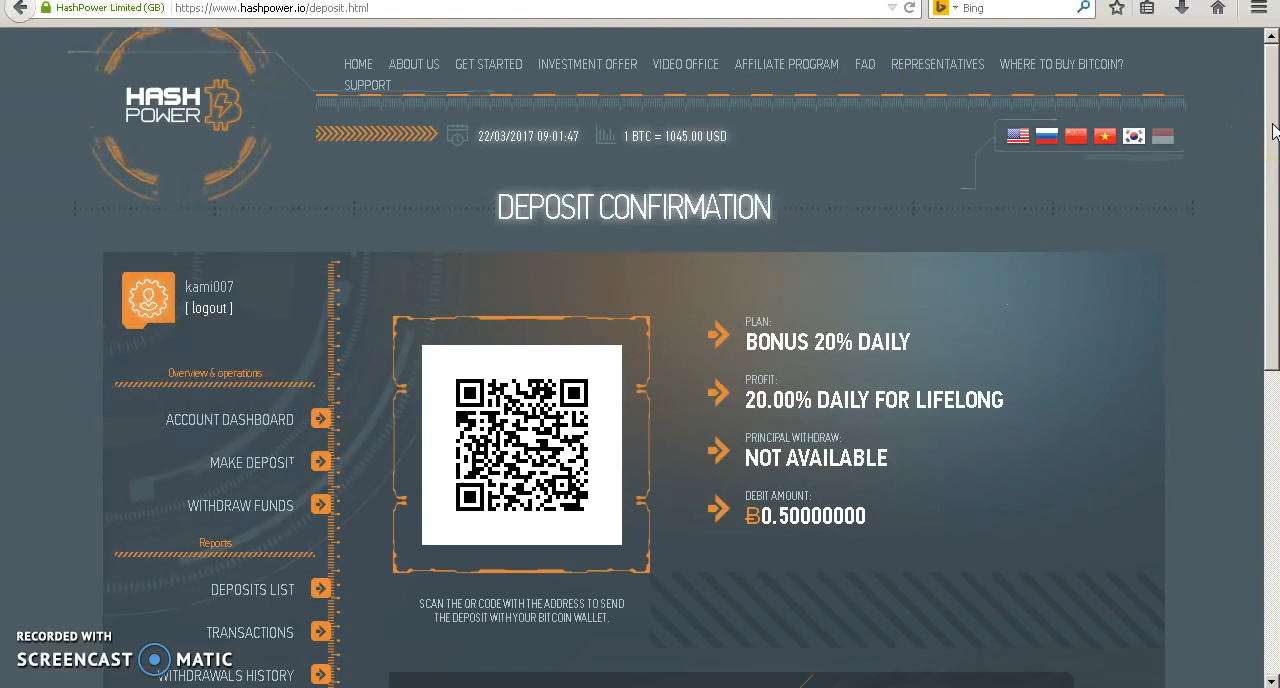 HashPower Limited (GB)
https://www.hashpower.io/deposit.html
Bing
HASH
POWER
HOME ABOUT US GET STARTED INVESTMENT OFFER VIDEO OFFICE AFFILIATE PROGRAM FAQ REPRESENTATIVES WHERE TO BUY BITCOIN?
SUPPORT
22/03/2017 09:01:47 1 BTC = 1045.00 USD
DEPOSIT CONFIRMATION
kami007
[ logout ]
Overview & operations
ACCOUNT DASHBOARD
MAKE DEPOSIT
WITHDRAW FUNDS
Reports
DEPOSITS LIST
TRANSACTIONS
WITHDRAWALS HISTORY
PLAN:
BONUS 20% DAILY
PROFIT:
20.00% DAILY FOR LIFELONG
PRINCIPAL WITHDRAW:
NOT AVAILABLE
DEBIT AMOUNT:
Ƀ0.50000000
SCAN THE QR CODE WITH THE ADDRESS TO SEND
THE DEPOSIT WITH YOUR BITCOIN WALLET.
RECORDED WITH
SCREENCAST MATIC